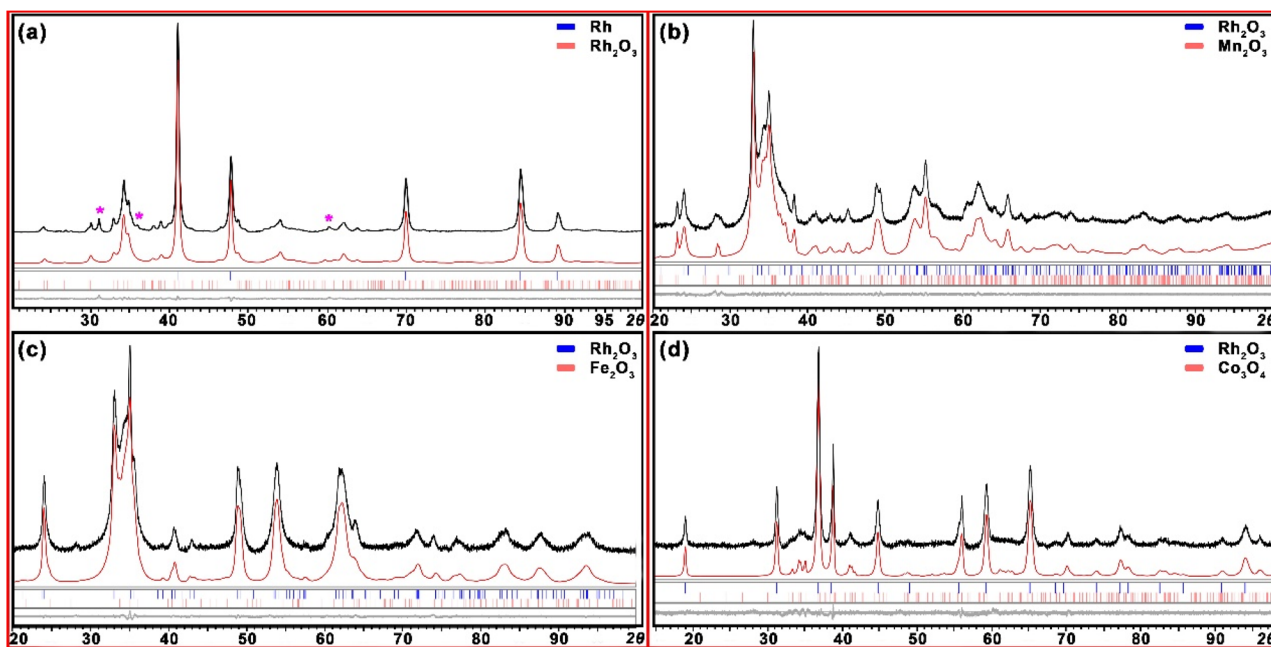 (a)
Rh
Rh₂O₃
30 40 50 60 70 80 90 95 2θ
(b)
Rh₂O₃
Mn₂O₃
20 30 40 50 60 70 80 90 2θ
(c)
Rh₂O₃
Fe₂O₃
20 30 40 50 60 70 80 90 2θ
(d)
Rh₂O₃
Co₃O₄
20 30 40 50 60 70 80 90 2θ